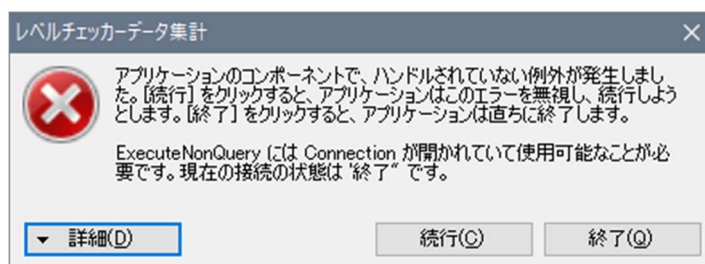 レベルチェッカーデータ集計
アプリケーションのコンポーネントで、ハンドルされていない例外が発生しまし
た。[続行] をクリックすると、アプリケーションはこのエラーを無視し、続行しよう
とします。[終了] をクリックすると、アプリケーションは直ちに終了します。
ExecuteNonQuery には Connection が開かれていて使用可能なことが必
要です。現在の接続の状態は '終了" です。
詳細(D)
続行(C)
終了(Q)